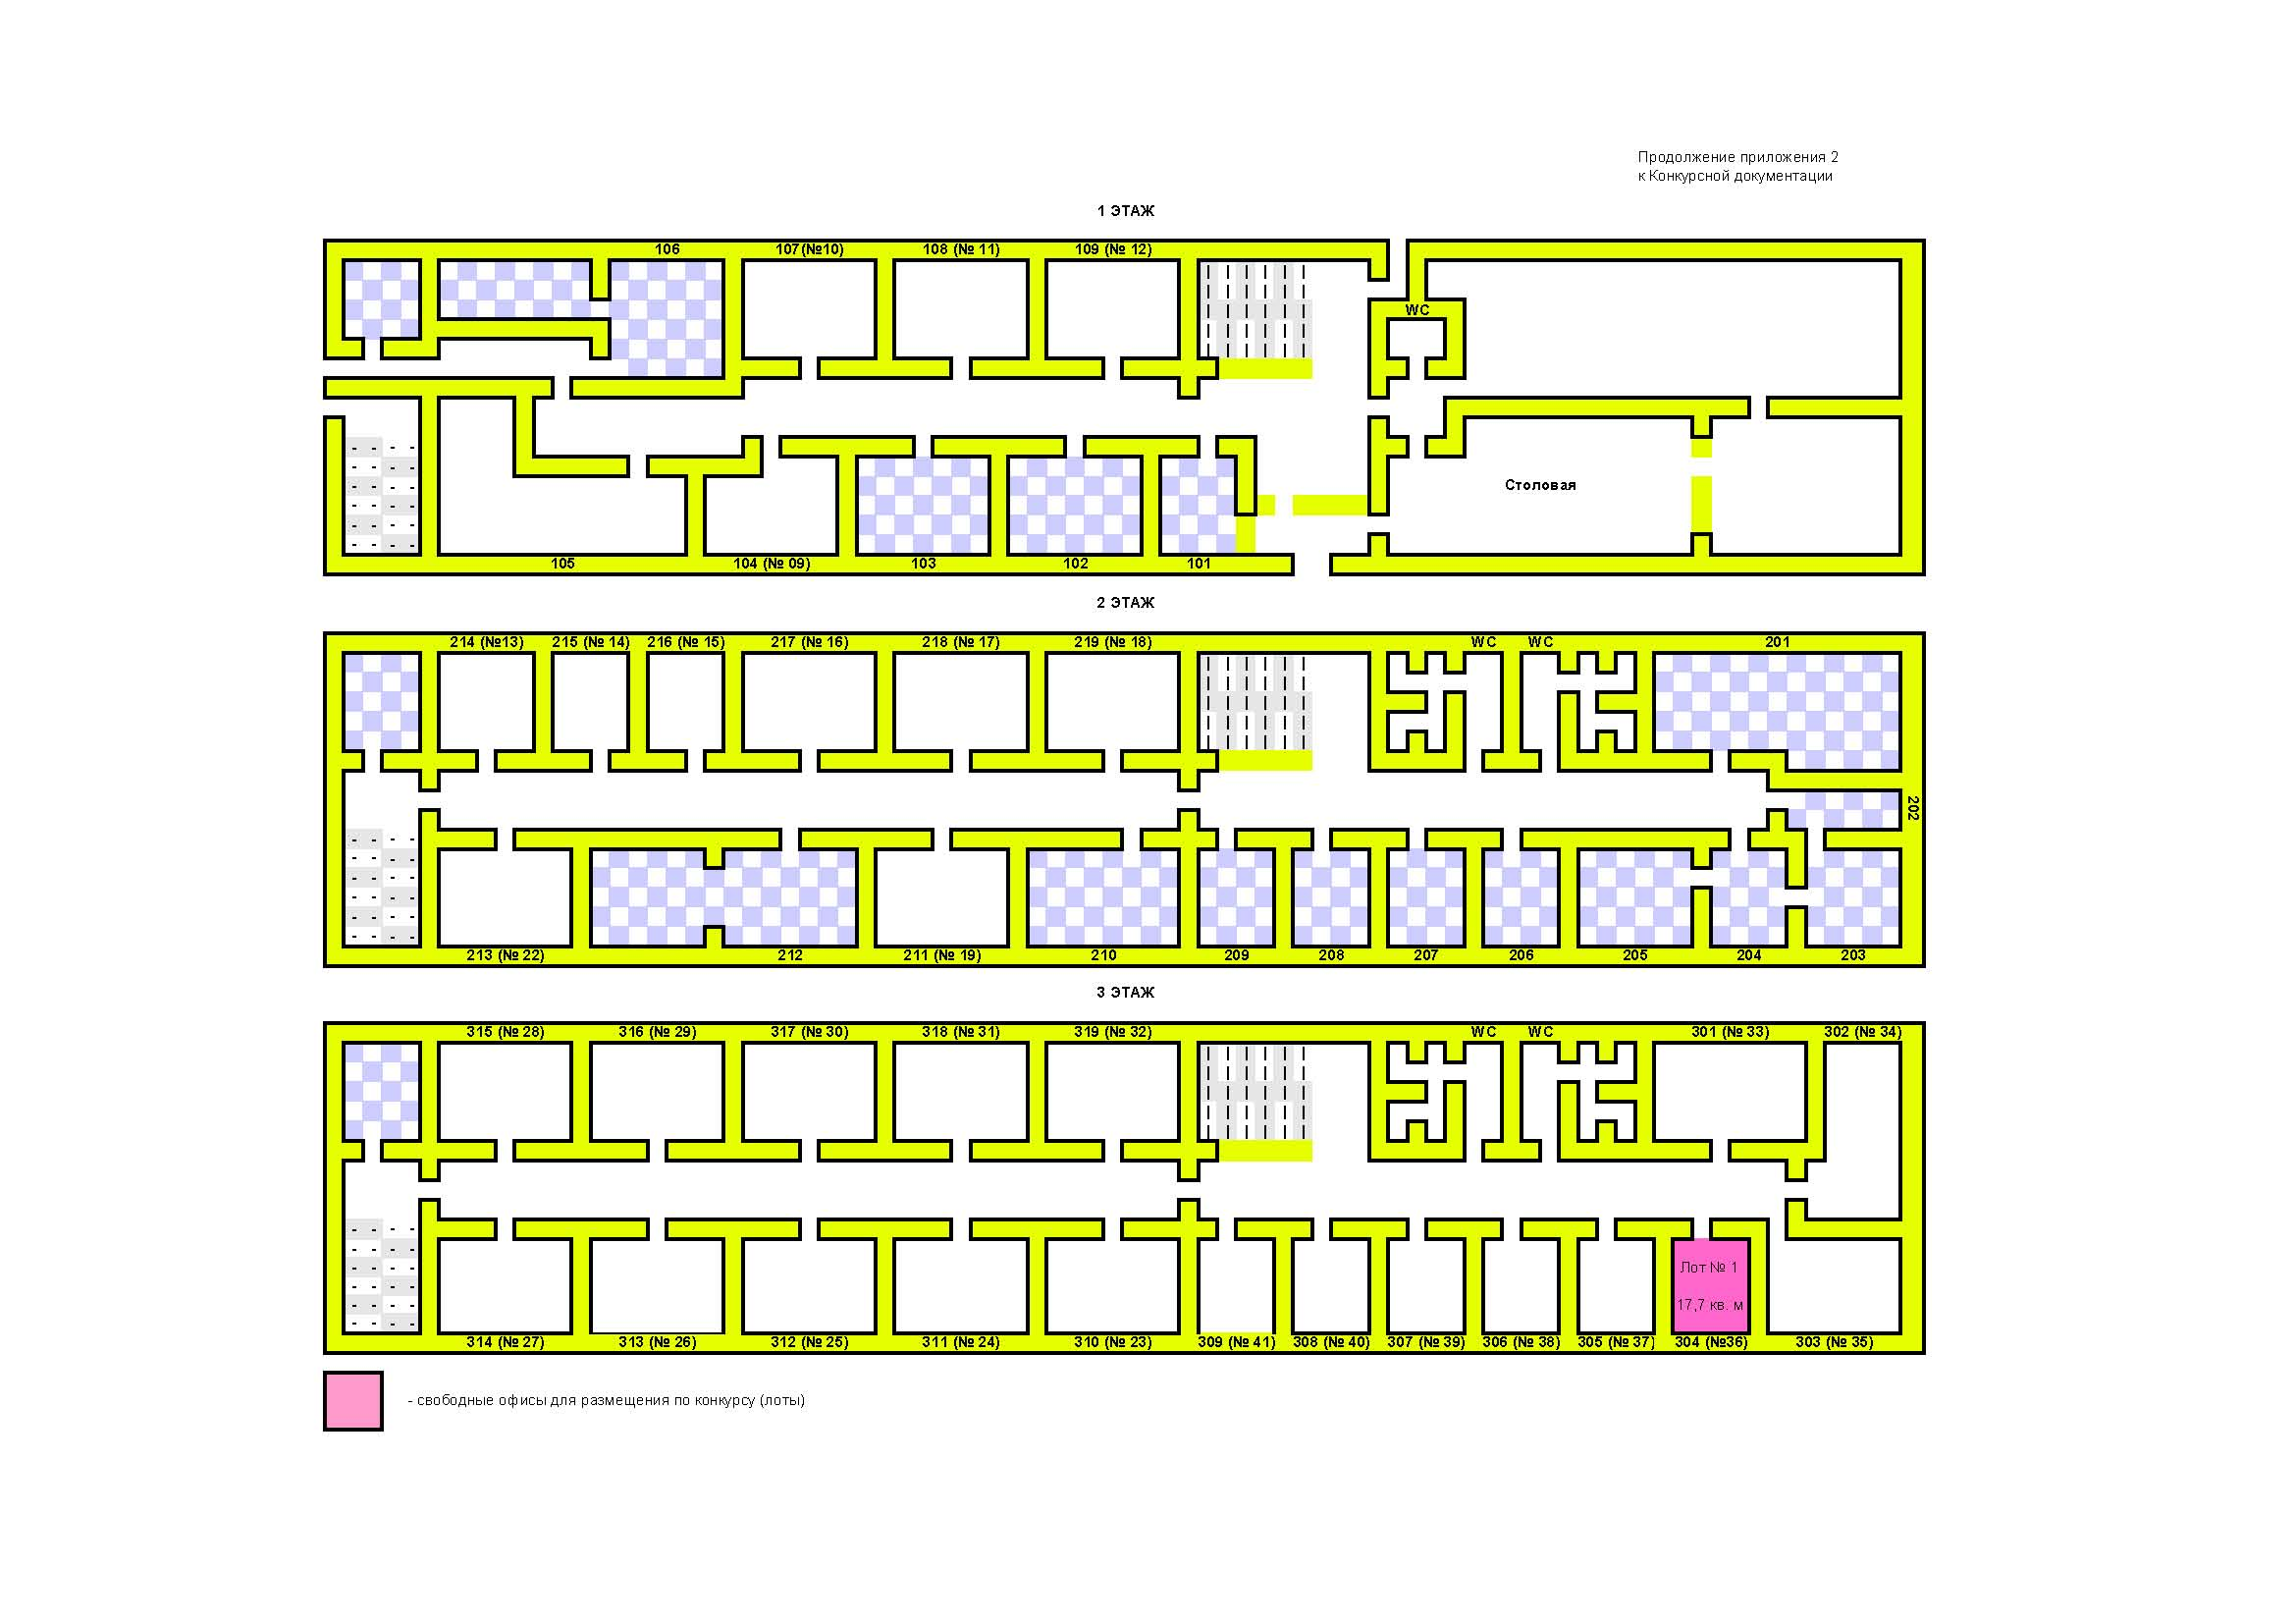 Продолжение приложения 2
к Конкурсной документации
1 ЭТАЖ
106
107(№10)
108 (№ 11)
109 (№ 12)
WC
Столовая
105
104 (№ 09)
103
102
101
2 ЭТАЖ
214 (№13)
215 (№ 14)
216 (№ 15)
217 (№ 16)
218 (№ 17)
219 (№ 18)
WC
WC
201
202
213 (№ 22)
212
211 (№ 19)
210
209
208
207
206
205
204
203
3 ЭТАЖ
315 (№ 28)
316 (№ 29)
317 (№ 30)
318 (№ 31)
319 (№ 32)
WC
WC
301 (№ 33)
302 (№ 34)
Лот № 1
17,7 кв. м
314 (№ 27)
313 (№ 26)
312 (№ 25)
311 (№ 24)
310 (№ 23)
309 (№ 41)
308 (№ 40)
307 (№ 39)
306 (№ 38)
305 (№ 37)
304 (№36)
303 (№ 35)
- свободные офисы для размещения по конкурсу (лоты)